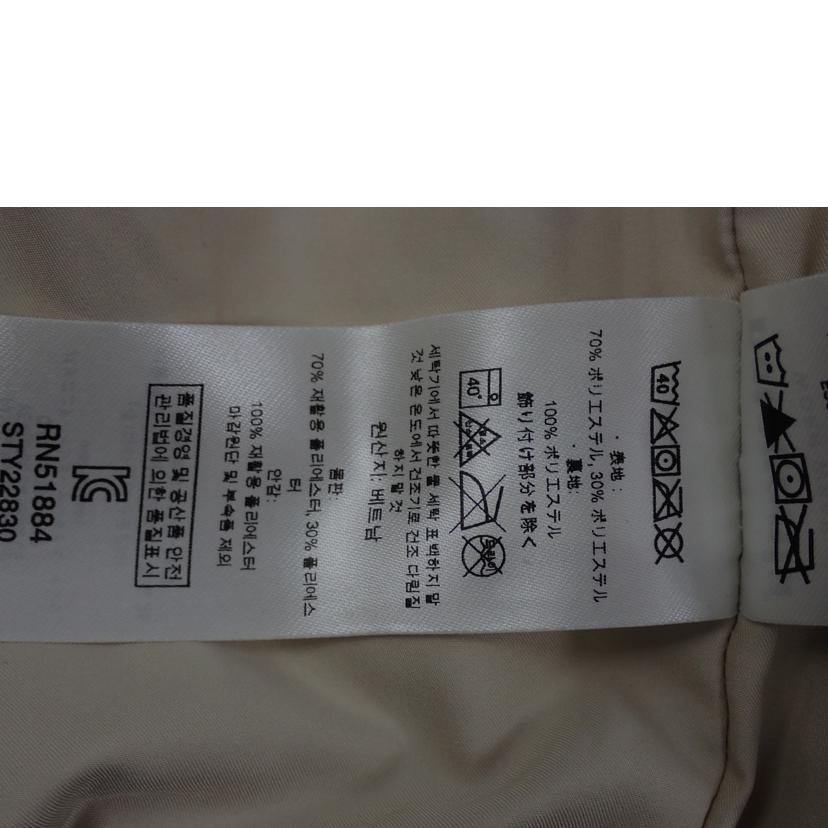 40
・表地:
70% ポリエステル, 30% ポリエステル
・裏地:
100% ポリエステル
飾り付け部分を除く
40°
세탁기에서 따뜻한 물 세탁 표백하지 말
것 낮은 온도에서 건조기로 건조 다림질
하지 말 것
원산지: 베트남
몸판:
70% 재활용 폴리에스터, 30% 폴리에스
터
안감:
100% 재활용 폴리에스터
마감원단 및 부속품 제외
품질경영 및 공산품 안전
관리법에 의한 품질표시
RN51884
STY22830